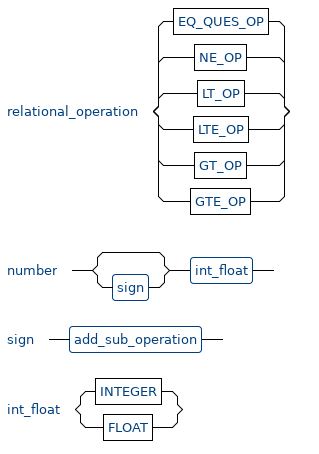 EQ_QUES_OP
NE_OP
LT_OP
relational_operation
LTE_OP
GT_OP
GTE_OP
number
int_float
sign
sign
add_sub_operation
INTEGER
int_float
FLOAT